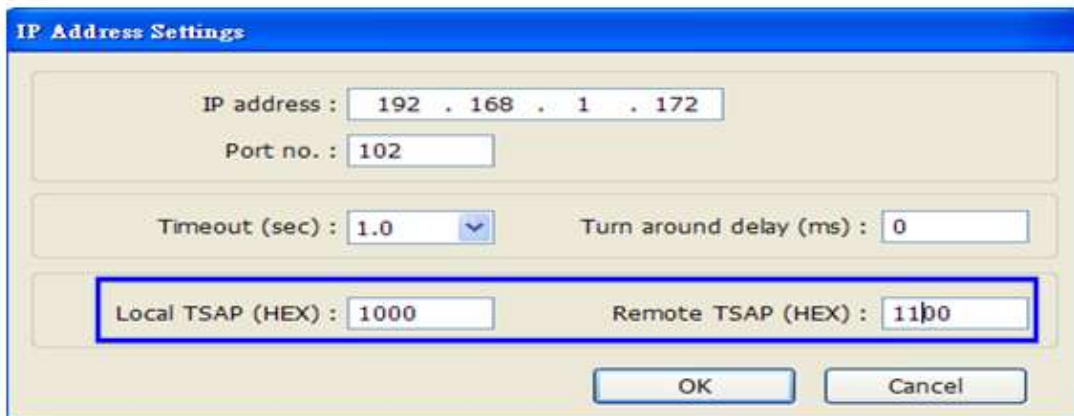 IP Address Settings
IP address : 192 . 168 . 1 . 172
Port no. : 102
Timeout (sec) : 1.0 Turn around delay (ms) : 0
Local TSAP (HEX) : 1000 Remote TSAP (HEX) : 1100
OK Cancel